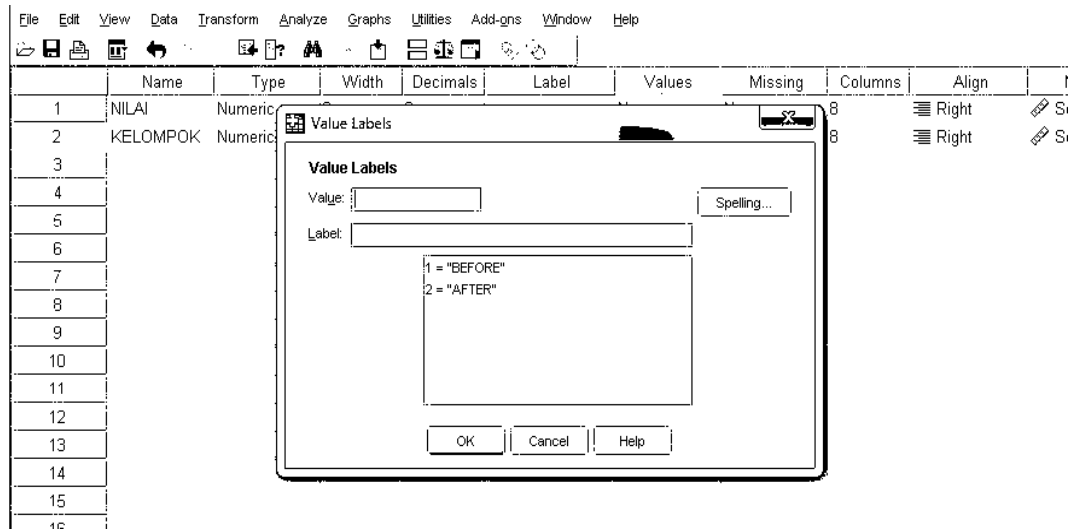 File Edit View Data Transform Analyze Graphs Utilities Add-ons Window Help
Name Type Width Decimals Label Values Missing Columns Align
1 NILAI Numeric 8 Right
2 KELOMPOK Numeric 8 Right
3
4
5
6
7
8
9
10
11
12
13
14
15
16
Value Labels
Value Labels
Value:
Spelling...
Label:
1 = "BEFORE"
2 = "AFTER"
OK Cancel Help